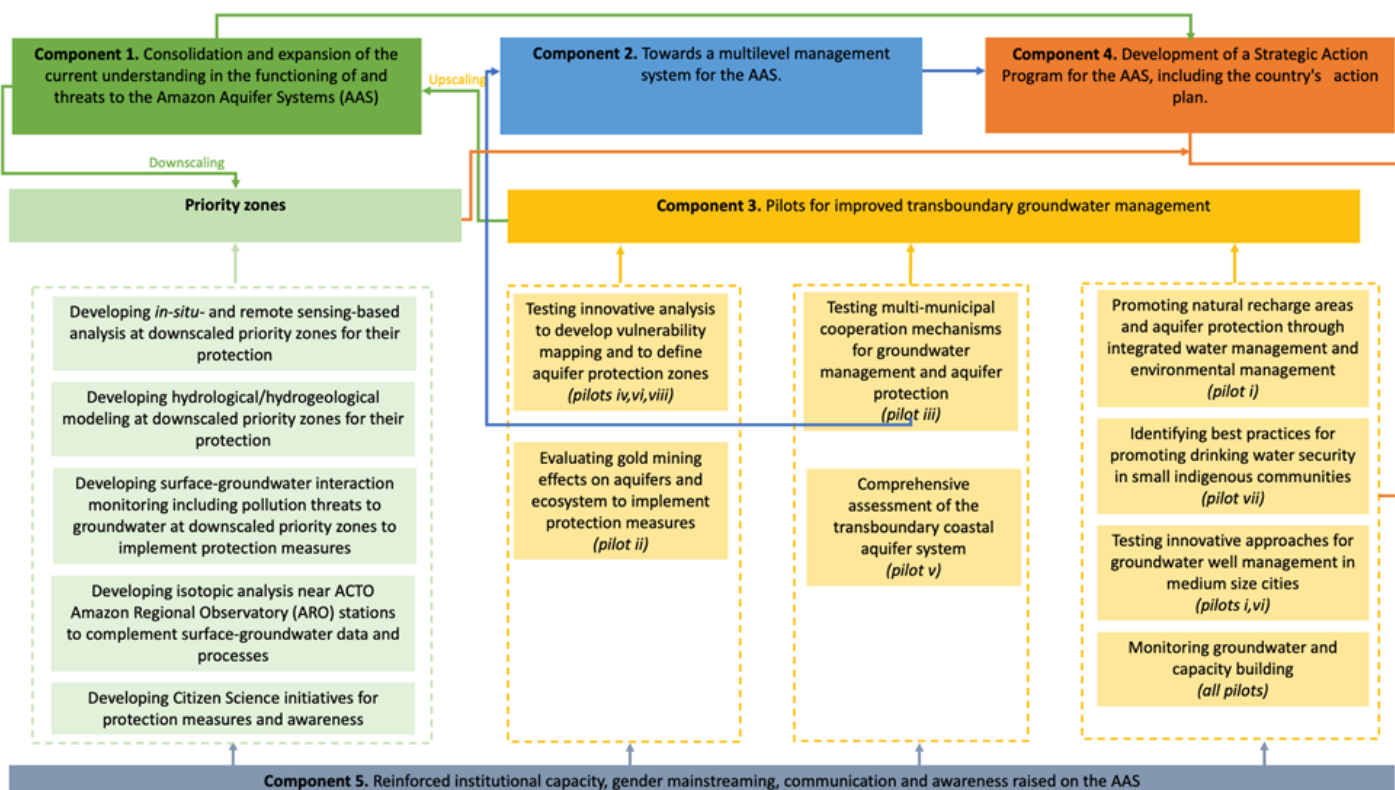 Component 1. Consolidation and expansion of the
current understanding in the functioning of and
threats to the Amazon Aquifer Systems (AAS)
Upscaling
Component 2. Towards a multilevel management
system for the AAS.
Component 4. Development of a Strategic Action
Program for the AAS, including the country's action
plan.
Downscaling
Priority zones
Component 3. Pilots for improved transboundary groundwater management
Developing in-situ- and remote sensing-based
analysis at downscaled priority zones for their
protection
Developing hydrological/hydrogeological
modeling at downscaled priority zones for their
protection
Developing surface-groundwater interaction
monitoring including pollution threats to
groundwater at downscaled priority zones to
implement protection measures
Developing isotopic analysis near ACTO
Amazon Regional Observatory (ARO) stations
to complement surface-groundwater data and
processes
Developing Citizen Science initiatives for
protection measures and awareness
Testing innovative analysis
to develop vulnerability
mapping and to define
aquifer protection zones
(pilots iv,vi,viii)
Evaluating gold mining
effects on aquifers and
ecosystem to implement
protection measures
(pilot ii)
Testing multi-municipal
cooperation mechanisms
for groundwater
management and aquifer
protection
(pilot iii)
Comprehensive
assessment of the
transboundary coastal
aquifer system
(pilot v)
Promoting natural recharge areas
and aquifer protection through
integrated water management and
environmental management
(pilot i)
Identifying best practices for
promoting drinking water security
in small indigenous communities
(pilot vii)
Testing innovative approaches for
groundwater well management in
medium size cities
(pilots i,vi)
Monitoring groundwater and
capacity building
(all pilots)
Component 5. Reinforced institutional capacity, gender mainstreaming, communication and awareness raised on the AAS